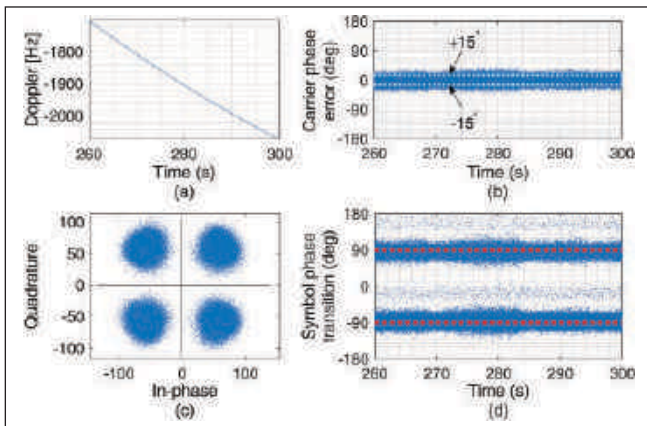 Doppler [Hz]
-1800
-1900
-2000
260 280 300
Time (s)
(a)
Carrier phase
error (deg)
180
90
0
-90
-180
+15°
-15°
260 270 280 290 300
Time (s)
(b)
Quadrature
100
50
0
-50
-100
-100 0 100
In-phase
(c)
Symbol phase
transition (deg)
180
90
0
-90
-180
260 270 280 290 300
Time (s)
(d)